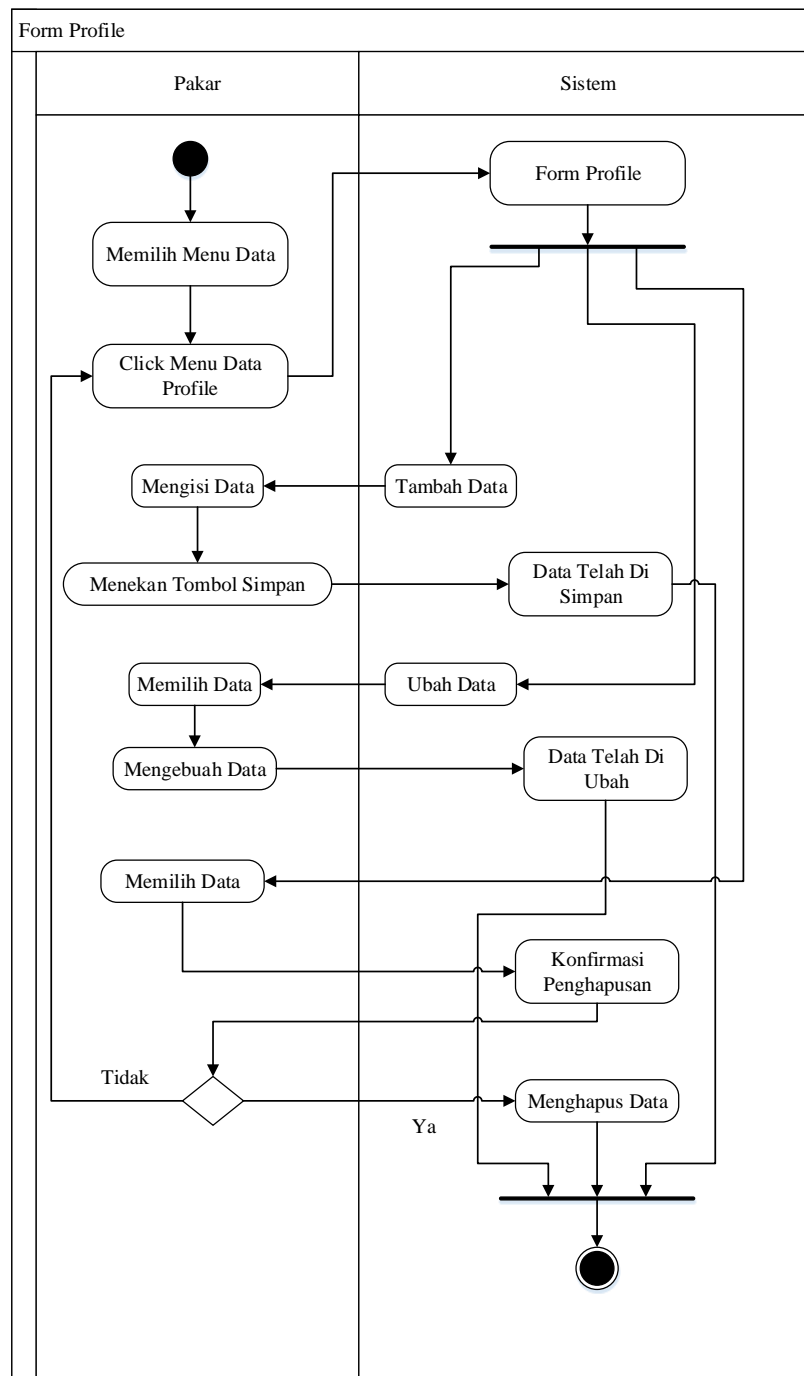 Form Profile
Pakar
Sistem
Form Profile
Memilih Menu Data
Click Menu Data
Profile
Mengisi Data
Tambah Data
Menekan Tombol Simpan
Data Telah Di
Simpan
Memilih Data
Ubah Data
Mengebuah Data
Data Telah Di
Ubah
Memilih Data
Konfirmasi
Penghapusan
Tidak
Ya
Menghapus Data